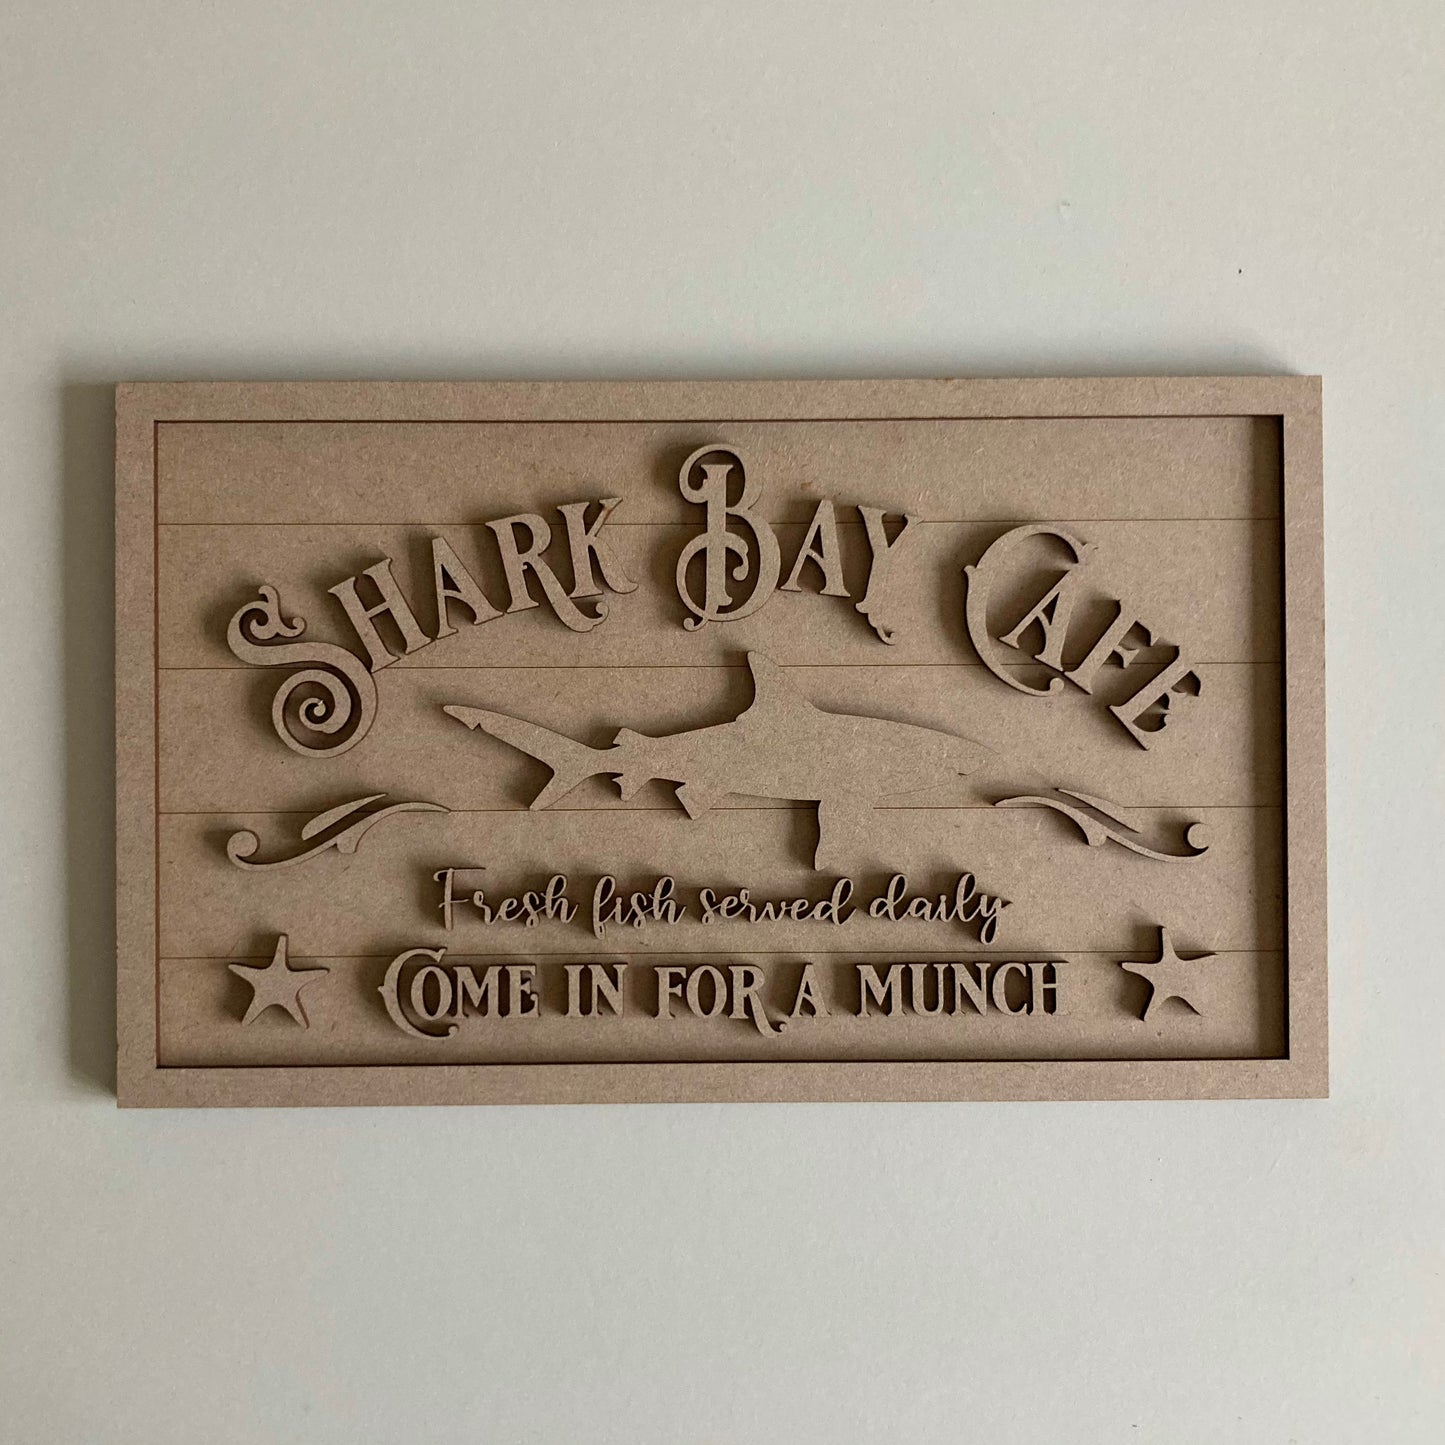 Shark Bay Cafe
Fresh fish served daily
Come in for a munch